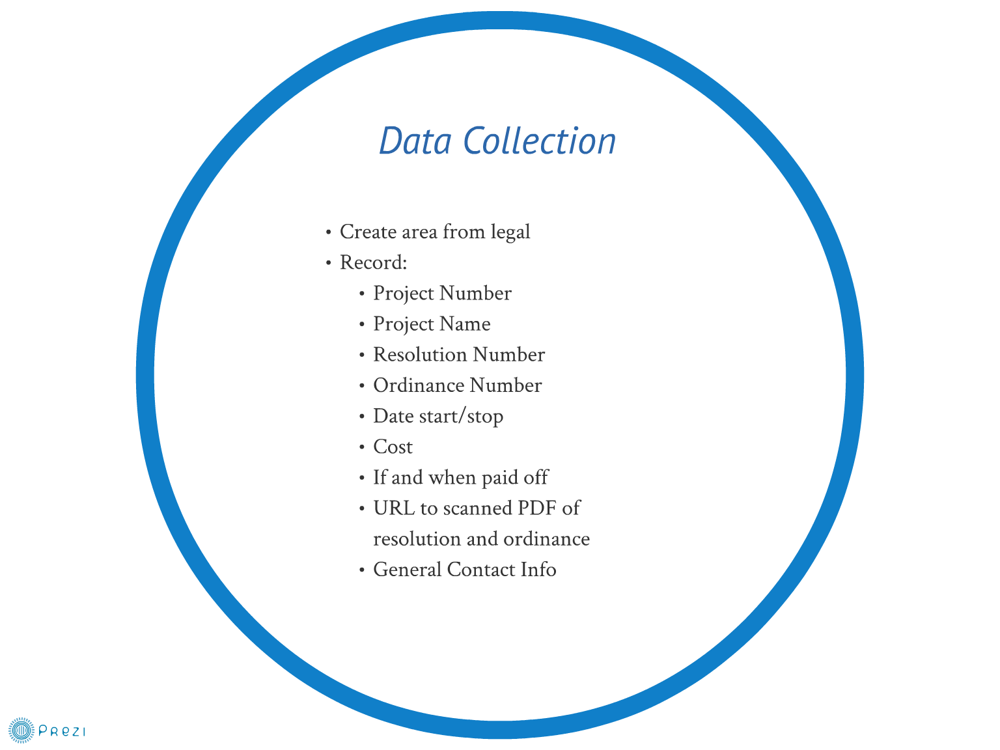 Data Collection
• Create area from legal
• Record:
• Project Number
• Project Name
• Resolution Number
• Ordinance Number
• Date start/stop
• Cost
• If and when paid off
• URL to scanned PDF of
resolution and ordinance
• General Contact Info
Prezi